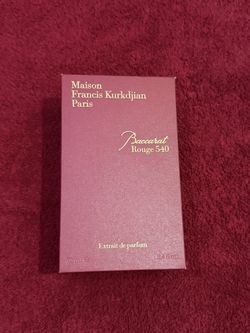 Maison
Francis Kurkdjian
Paris
Baccarat
Rouge 540
Extrait de parfum